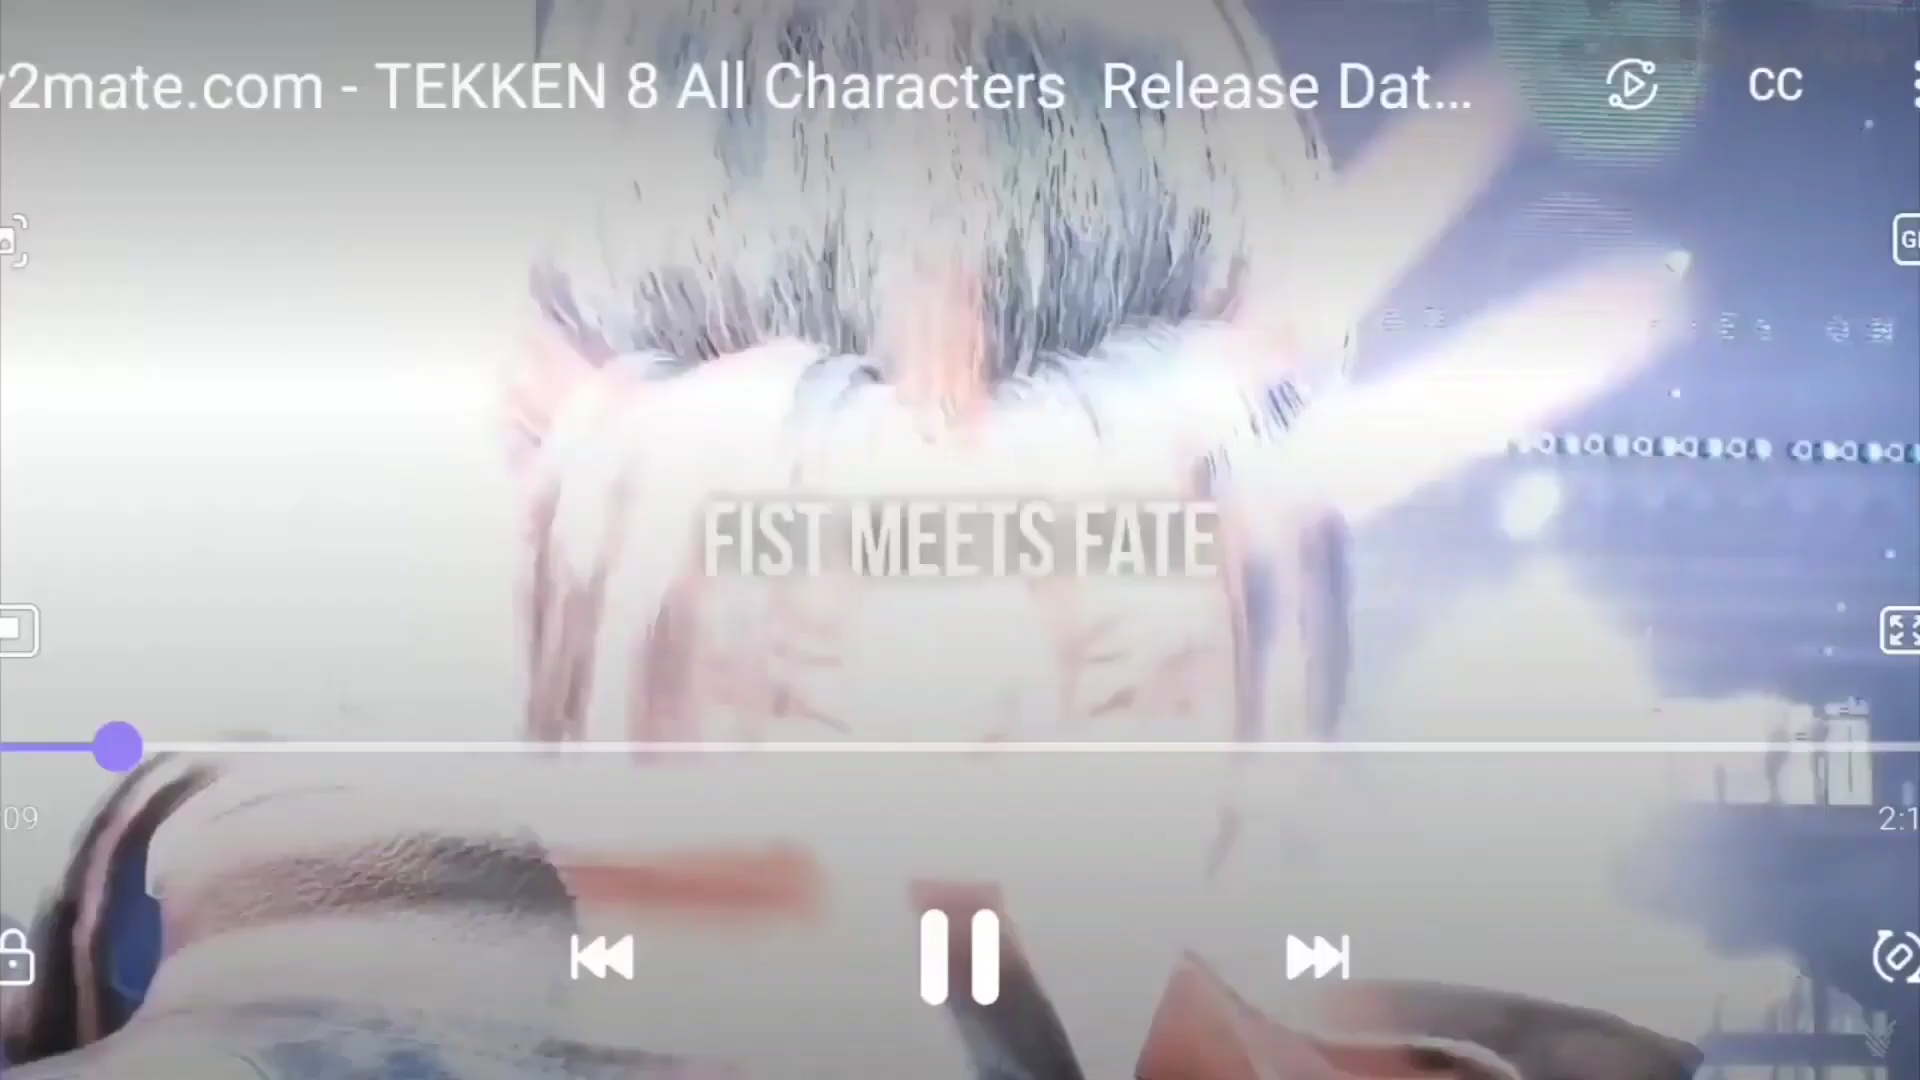 y2mate.com - TEKKEN 8 All Characters Release Dat...
CC
FIST MEETS FATE
09
2:1